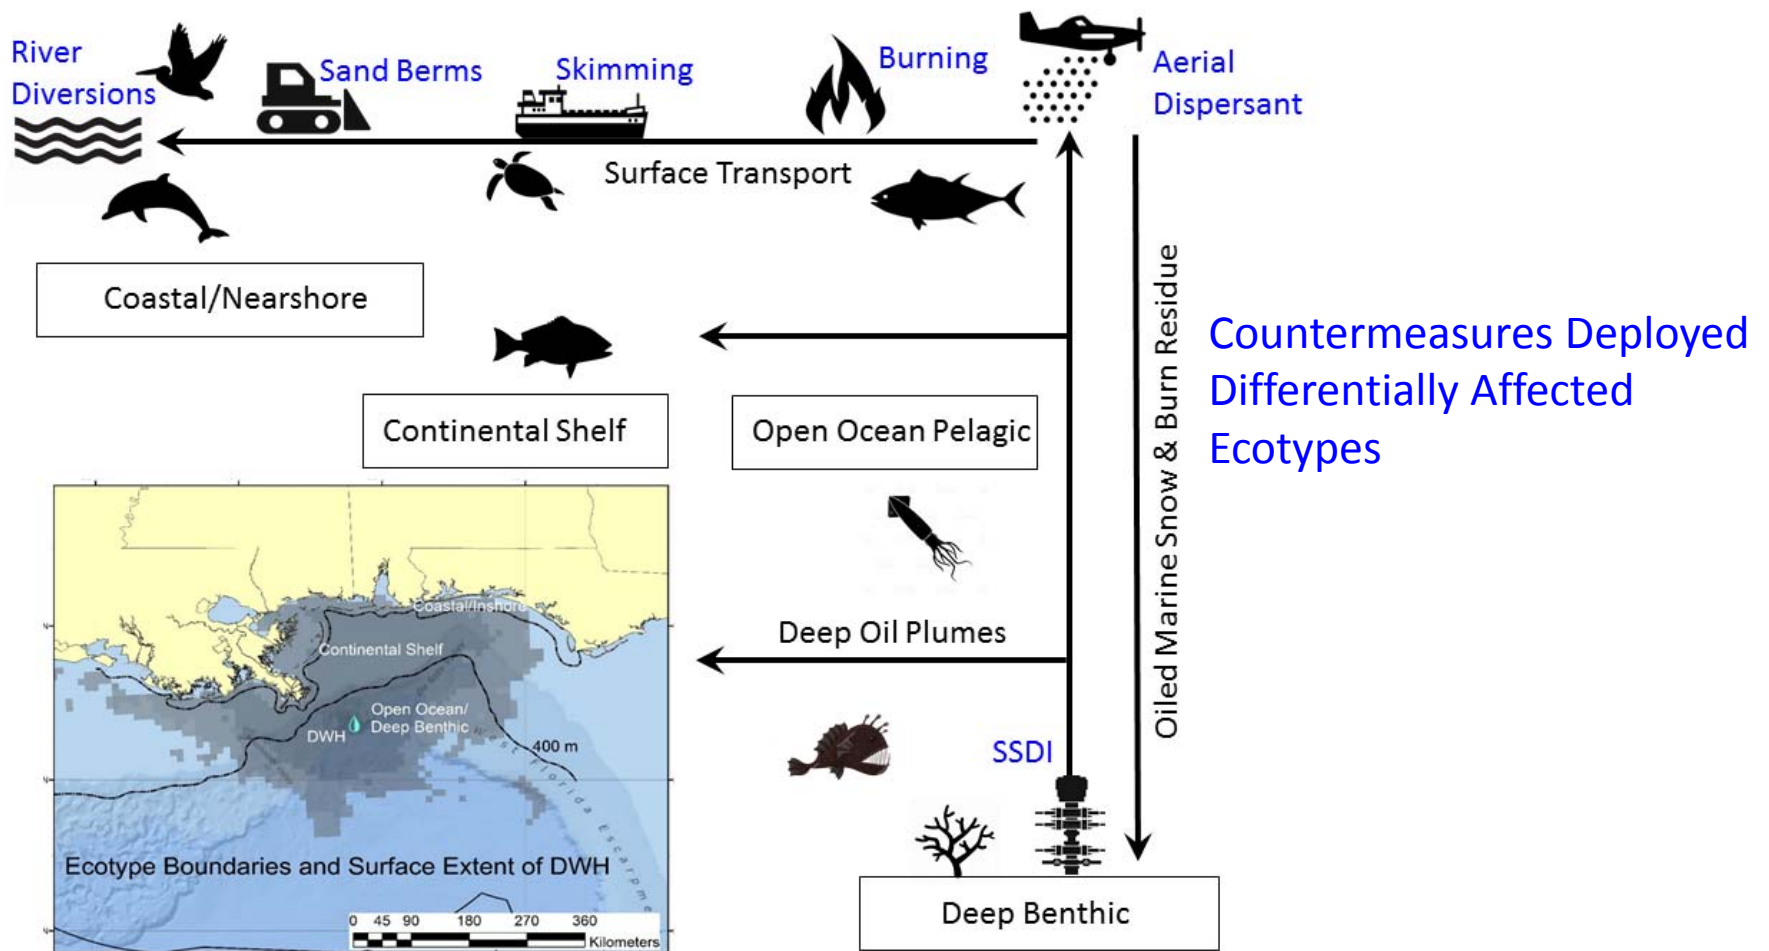 River
Diversions
Sand Berms
Skimming
Burning
Aerial
Dispersant
Surface Transport
Coastal/Nearshore
Continental Shelf
Open Ocean Pelagic
Oiled Marine Snow & Burn Residue
Countermeasures Deployed
Differentially Affected
Ecotypes
Deep Oil Plumes
SSDI
Deep Benthic
Coastal/Inshore
Continental Shelf
Open Ocean/
Deep Benthic
DWH
400 m
West Florida Escarpme
Ecotype Boundaries and Surface Extent of DWH
0 45 90 180 270 360
Kilometers